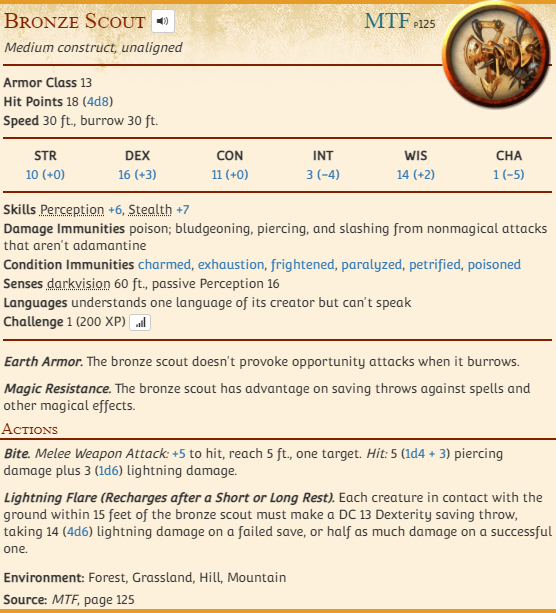 Bronze Scout MTF P125
Medium construct, unaligned
Armor Class 13
Hit Points 18 (4d8)
Speed 30 ft., burrow 30 ft.
STR DEX CON INT WIS CHA
10 (+0) 16 (+3) 11 (+0) 3 (−4) 14 (+2) 1 (−5)
Skills Perception +6, Stealth +7
Damage Immunities poison; bludgeoning, piercing, and slashing from nonmagical attacks
that aren't adamantine
Condition Immunities charmed, exhaustion, frightened, paralyzed, petrified, poisoned
Senses darkvision 60 ft., passive Perception 16
Languages understands one language of its creator but can't speak
Challenge 1 (200 XP)
Earth Armor. The bronze scout doesn't provoke opportunity attacks when it burrows.
Magic Resistance. The bronze scout has advantage on saving throws against spells and
other magical effects.
Actions
Bite. Melee Weapon Attack: +5 to hit, reach 5 ft., one target. Hit: 5 (1d4 + 3) piercing
damage plus 3 (1d6) lightning damage.
Lightning Flare (Recharges after a Short or Long Rest). Each creature in contact with the
ground within 15 feet of the bronze scout must make a DC 13 Dexterity saving throw,
taking 14 (4d6) lightning damage on a failed save, or half as much damage on a successful
one.
Environment: Forest, Grassland, Hill, Mountain
Source: MTF, page 125